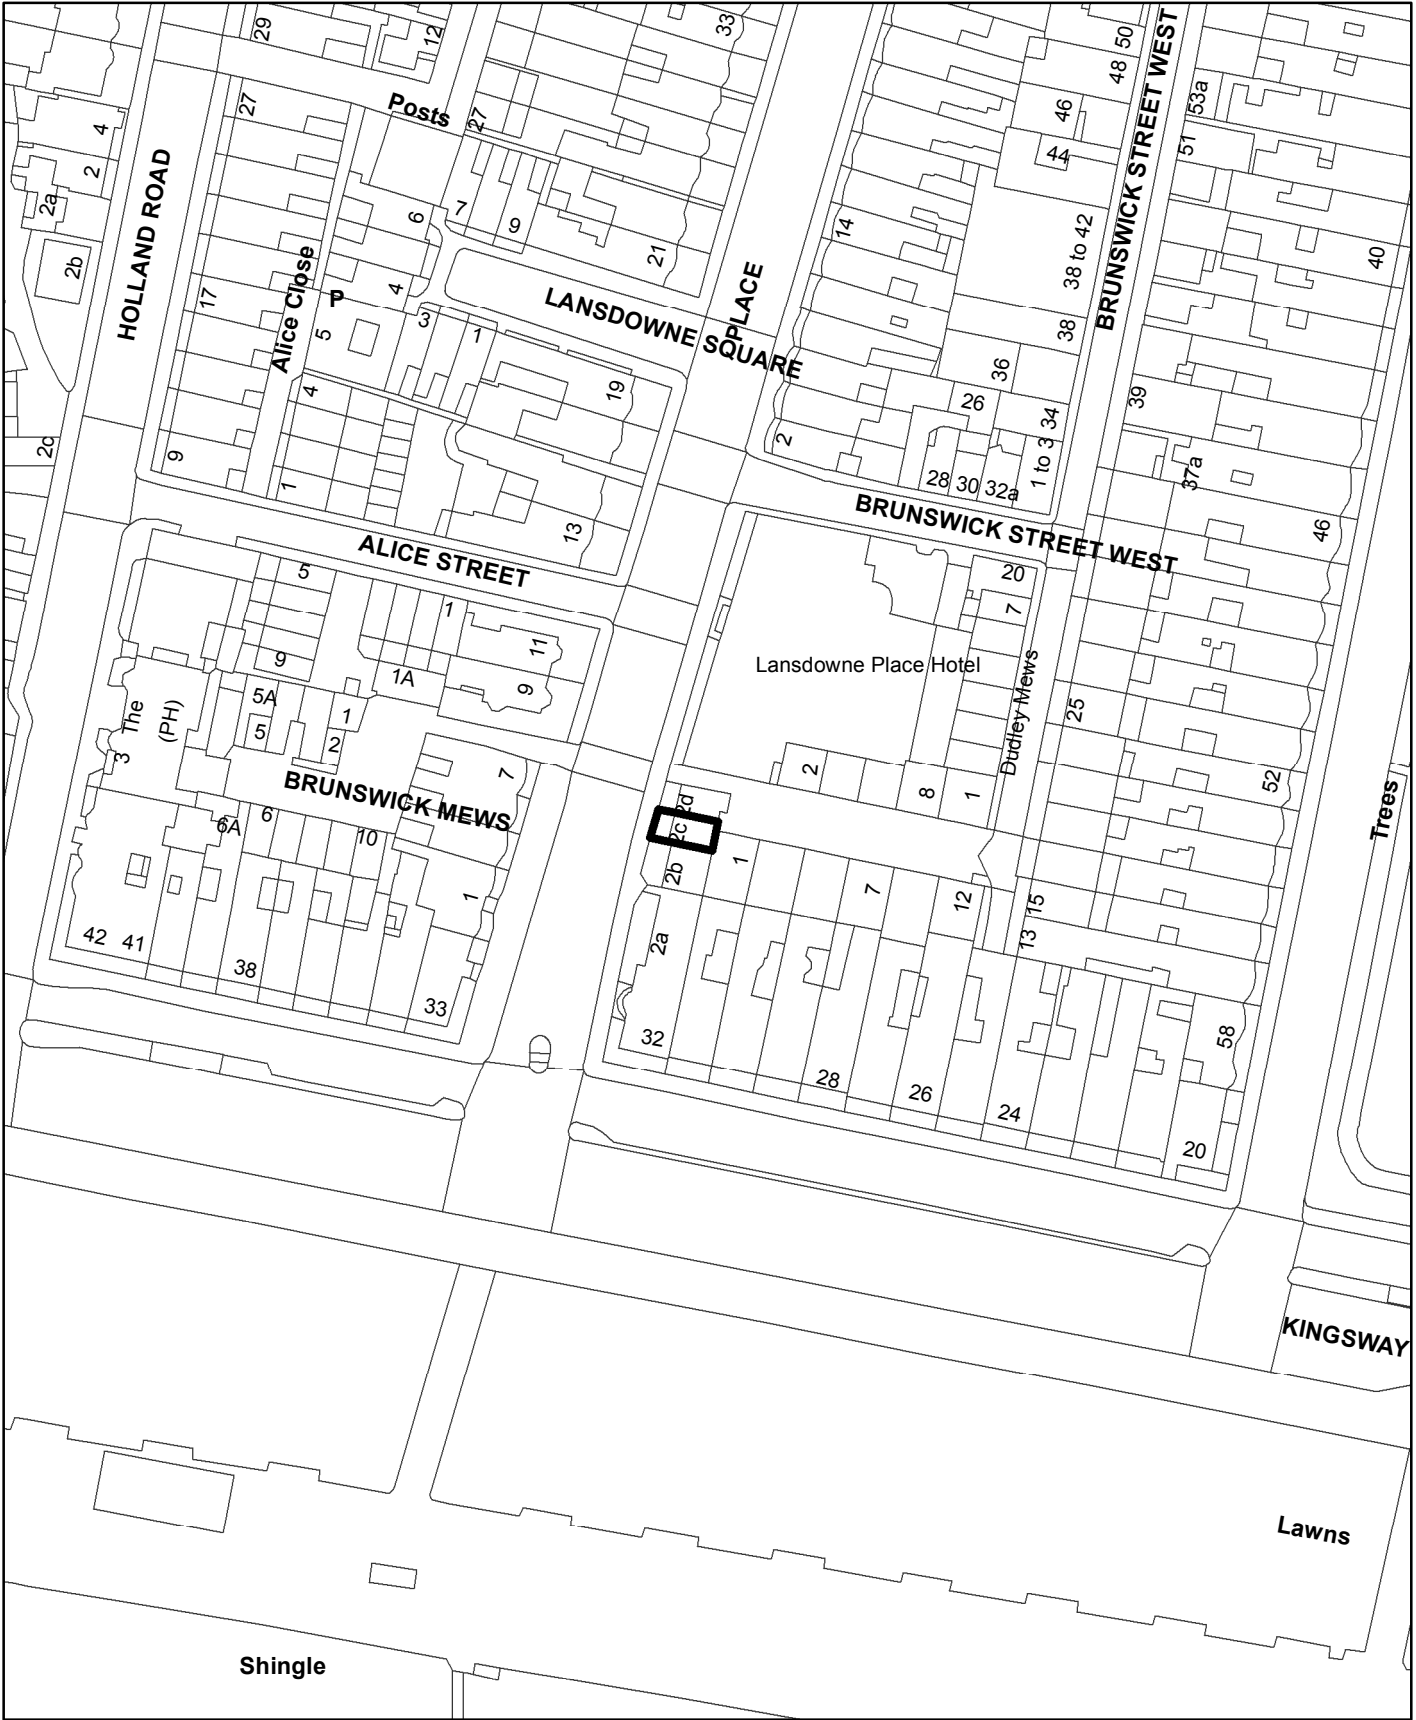 29
12
33
50
BRUNSWICK STREET WEST
48
27
Posts
27
46
53a
4
44
51
2
HOLLAND ROAD
2a
6
7
9
14
38 to 42
40
21
2b
Alice Close
17
P
4
LANSDOWNE SQUARE
PLACE
5
3
1
38
36
4
19
26
39
34
2
2c
9
1
28
30
32a
1 to 3
37a
BRUNSWICK STREET WEST
13
46
ALICE STREET
5
20
1
7
11
9
Lansdowne Place Hotel
1A
5A
9
Dudley Mews
The
(PH)
1
25
5
2
3
7
2
8
1
52
BRUNSWICK MEWS
Trees
2d
6A
6
10
2c
1
2b
7
12
15
1
42
41
2a
13
38
33
32
58
28
26
24
20
KINGSWAY
Lawns
Shingle